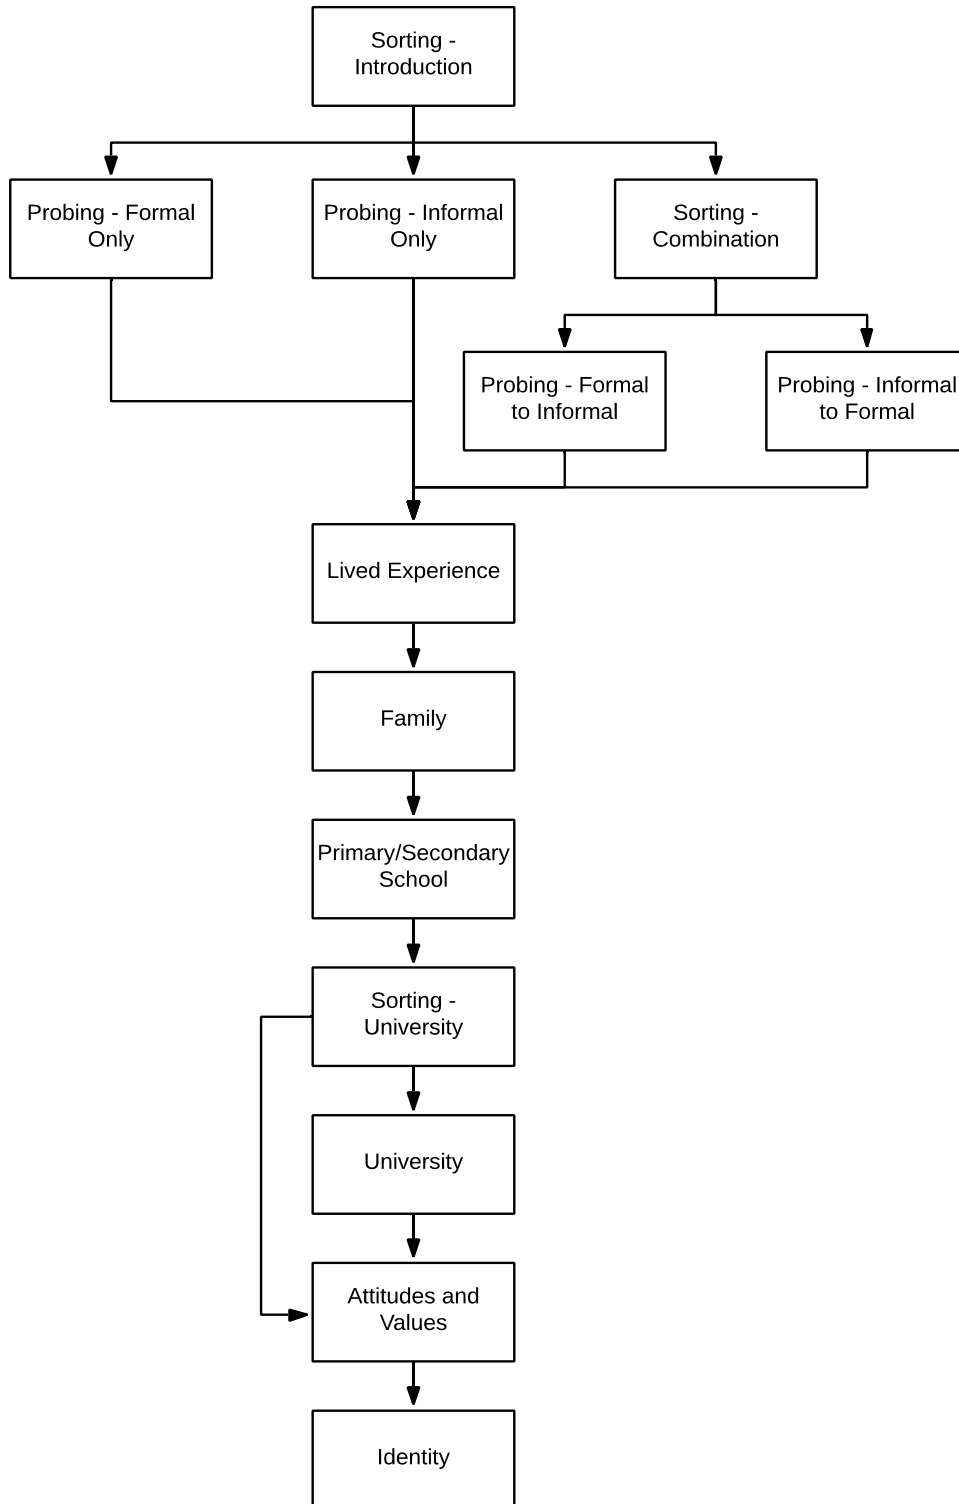 Sorting -
Introduction
Probing - Formal
Only
Probing - Informal
Only
Sorting -
Combination
Probing - Formal
to Informal
Probing - Informal
to Formal
Lived Experience
Family
Primary/Secondary
School
Sorting -
University
University
Attitudes and
Values
Identity